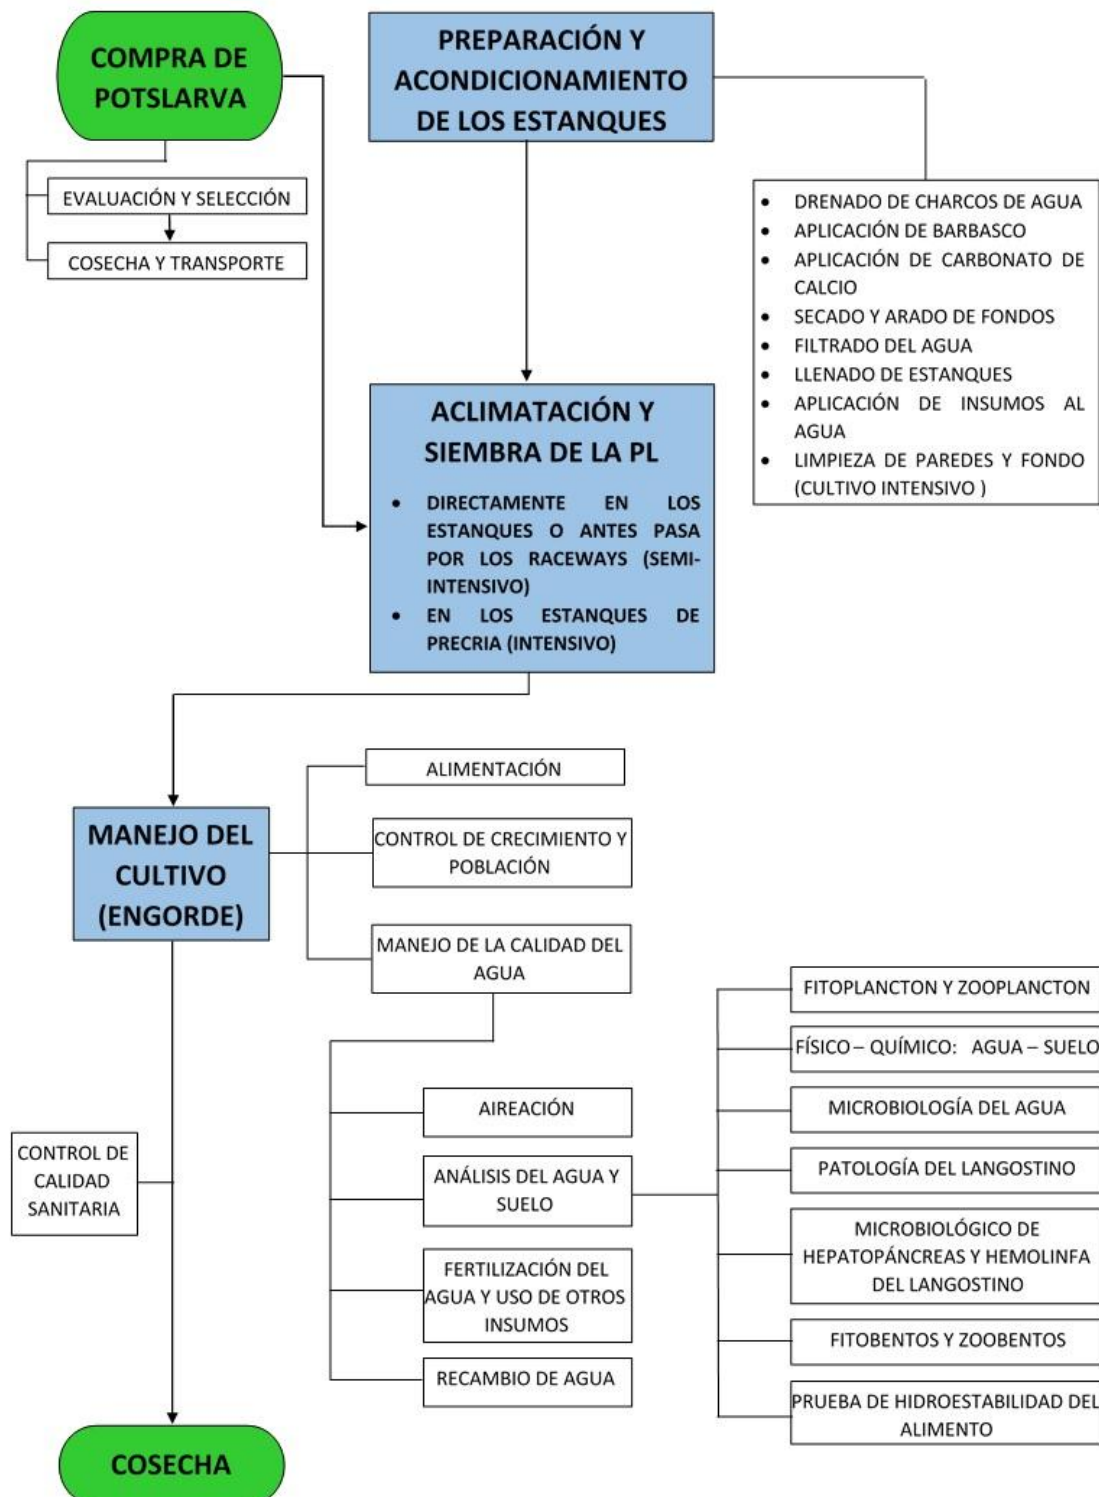 COMPRA DE
POTSLARVA
EVALUACIÓN Y SELECCIÓN
COSECHA Y TRANSPORTE
PREPARACIÓN Y
ACONDICIONAMIENTO
DE LOS ESTANQUES
• DRENADO DE CHARCOS DE AGUA
• APLICACIÓN DE BARBASCO
• APLICACIÓN DE CARBONATO DE
CALCIO
• SECADO Y ARADO DE FONDOS
• FILTRADO DEL AGUA
• LLENADO DE ESTANQUES
• APLICACIÓN DE INSUMOS AL
AGUA
• LIMPIEZA DE PAREDES Y FONDO
(CULTIVO INTENSIVO )
ACLIMATACIÓN Y
SIEMBRA DE LA PL
• DIRECTAMENTE EN LOS
ESTANQUES O ANTES PASA
POR LOS RACEWAYS (SEMI-
INTENSIVO)
• EN LOS ESTANQUES DE
PRECRIA (INTENSIVO)
MANEJO DEL
CULTIVO
(ENGORDE)
ALIMENTACIÓN
CONTROL DE CRECIMIENTO Y
POBLACIÓN
MANEJO DE LA CALIDAD DEL
AGUA
AIREACIÓN
ANÁLISIS DEL AGUA Y
SUELO
FERTILIZACIÓN DEL
AGUA Y USO DE OTROS
INSUMOS
RECAMBIO DE AGUA
FITOPLANCTON Y ZOOPLANCTON
FÍSICO – QUÍMICO: AGUA – SUELO
MICROBIOLOGÍA DEL AGUA
PATOLOGÍA DEL LANGOSTINO
MICROBIOLÓGICO DE
HEPATOPÁNCREAS Y HEMOLINFA
DEL LANGOSTINO
FITOBENTOS Y ZOOBENTOS
PRUEBA DE HIDROESTABILIDAD DEL
ALIMENTO
CONTROL DE
CALIDAD
SANITARIA
COSECHA